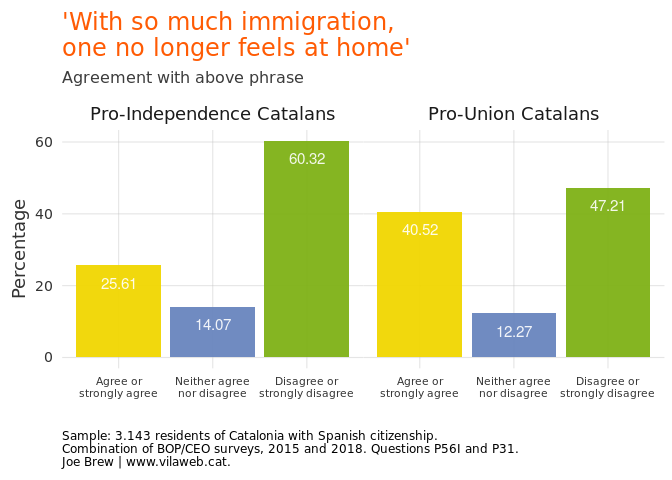 'With so much immigration,
one no longer feels at home'
Agreement with above phrase
Pro-Independence Catalans
Pro-Union Catalans
Percentage
60
40
20
0
25.61
14.07
60.32
40.52
12.27
47.21
Agree or
strongly agree
Neither agree
nor disagree
Disagree or
strongly disagree
Agree or
strongly agree
Neither agree
nor disagree
Disagree or
strongly disagree
Sample: 3.143 residents of Catalonia with Spanish citizenship.
Combination of BOP/CEO surveys, 2015 and 2018. Questions P56I and P31.
Joe Brew | www.vilaweb.cat.